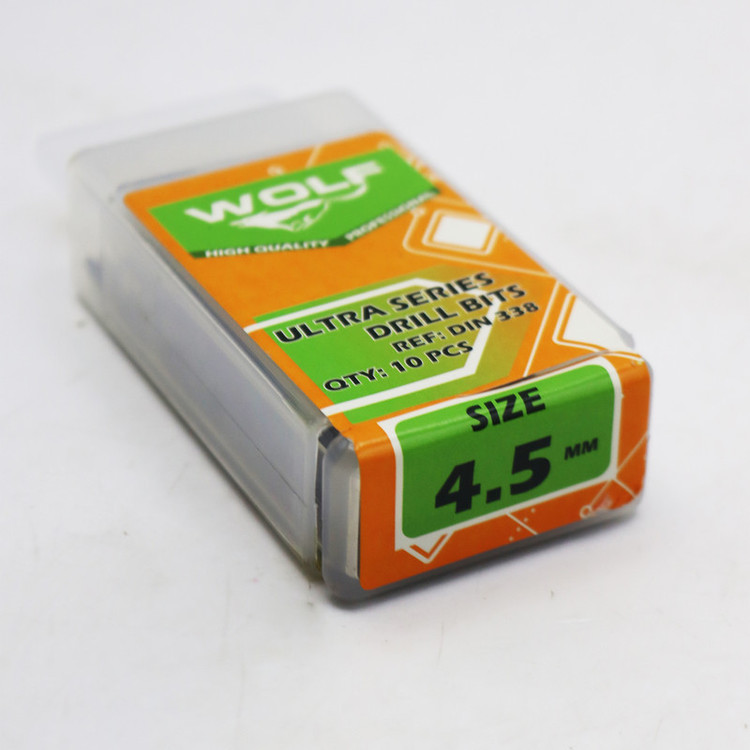 WOLF
HIGH QUALITY PROFESSIONAL
ULTRA SERIES
DRILL BITS
REF: DIN 338
QTY: 10 PCS
SIZE
4.5 MM